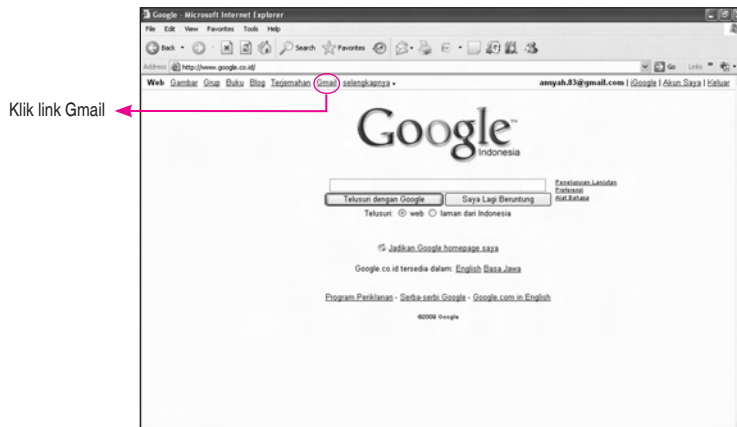 Google - Microsoft Internet Explorer
File Edit View Favorites Tools Help
Back Search Favorites
Address http://www.google.co.id/ Go Links
Web Gambar Grup Buku Blog Terjemahan Gmail selengkapnya ansyah.83@gmail.com | iGoogle | Akun Saya | Keluar
Klik link Gmail
Google™
Indonesia
Penelusuran Lanjutan
Preferensi
Alat Bahasa
Telusuri dengan Google Saya Lagi Beruntung
Telusuri: web laman dari Indonesia
Jadikan Google homepage saya
Google.co.id tersedia dalam: English Basa Jawa
Program Periklanan - Serba-serbi Google - Google.com in English
©2009 Google